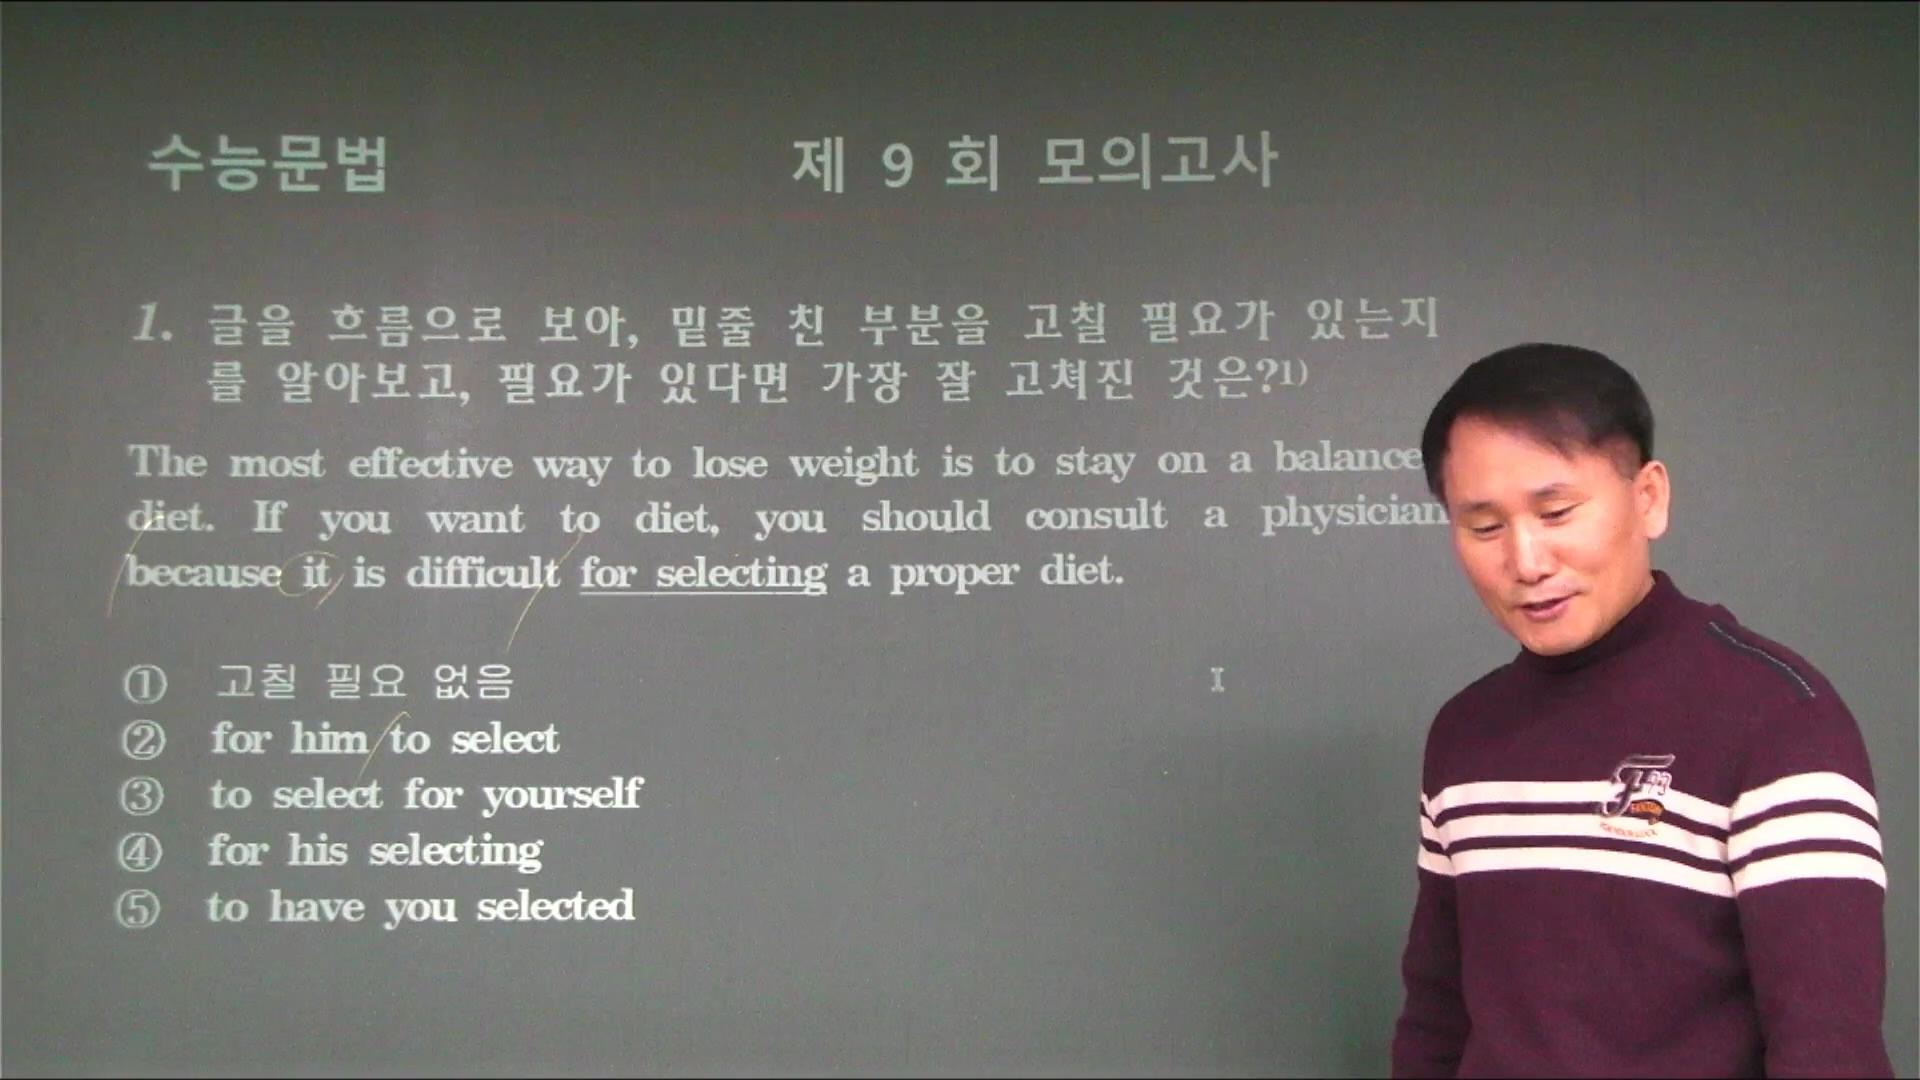 수능문법 제 9 회 모의고사
1. 글을 흐름으로 보아, 밑줄 친 부분을 고칠 필요가 있는지
를 알아보고, 필요가 있다면 가장 잘 고쳐진 것은?1)
The most effective way to lose weight is to stay on a balance
diet. If you want to diet, you should consult a physician
because it is difficult for selecting a proper diet.
① 고칠 필요 없음
② for him to select
③ to select for yourself
④ for his selecting
⑤ to have you selected